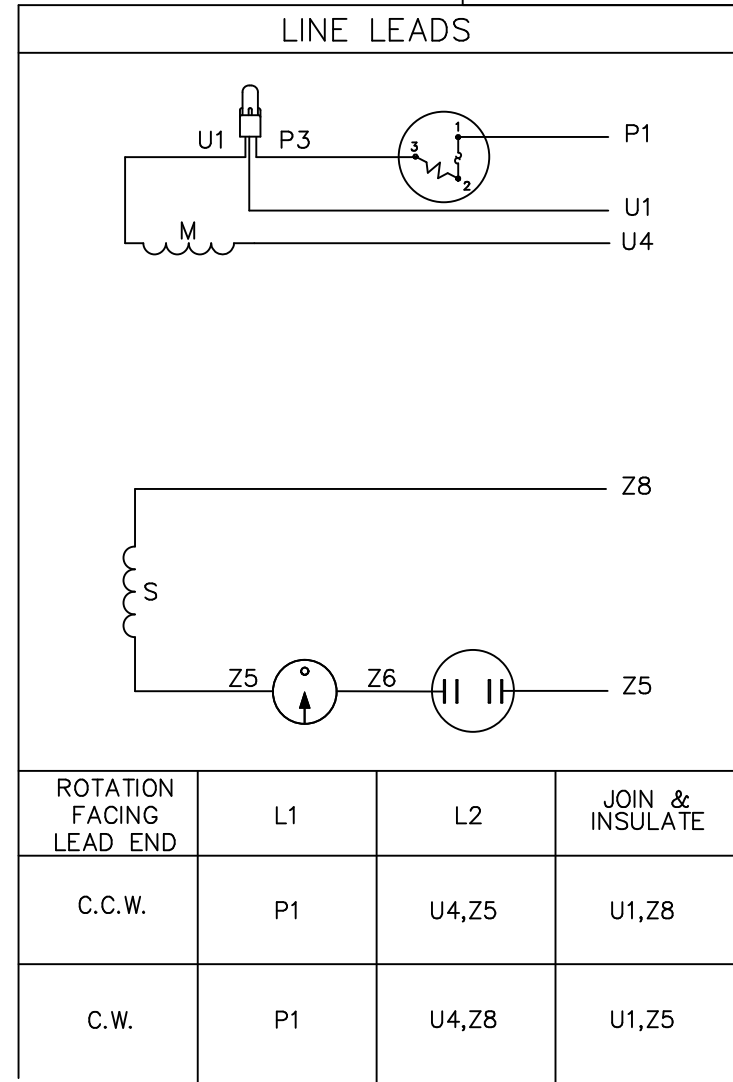 LINE LEADS
U1 P3
1
3
2
P1
U1
M
U4
Z8
S
Z5 Z6
Z5
ROTATION
FACING
LEAD END
L1
L2
JOIN &
INSULATE
C.C.W.
P1
U4,Z5
U1,Z8
C.W.
P1
U4,Z8
U1,Z5